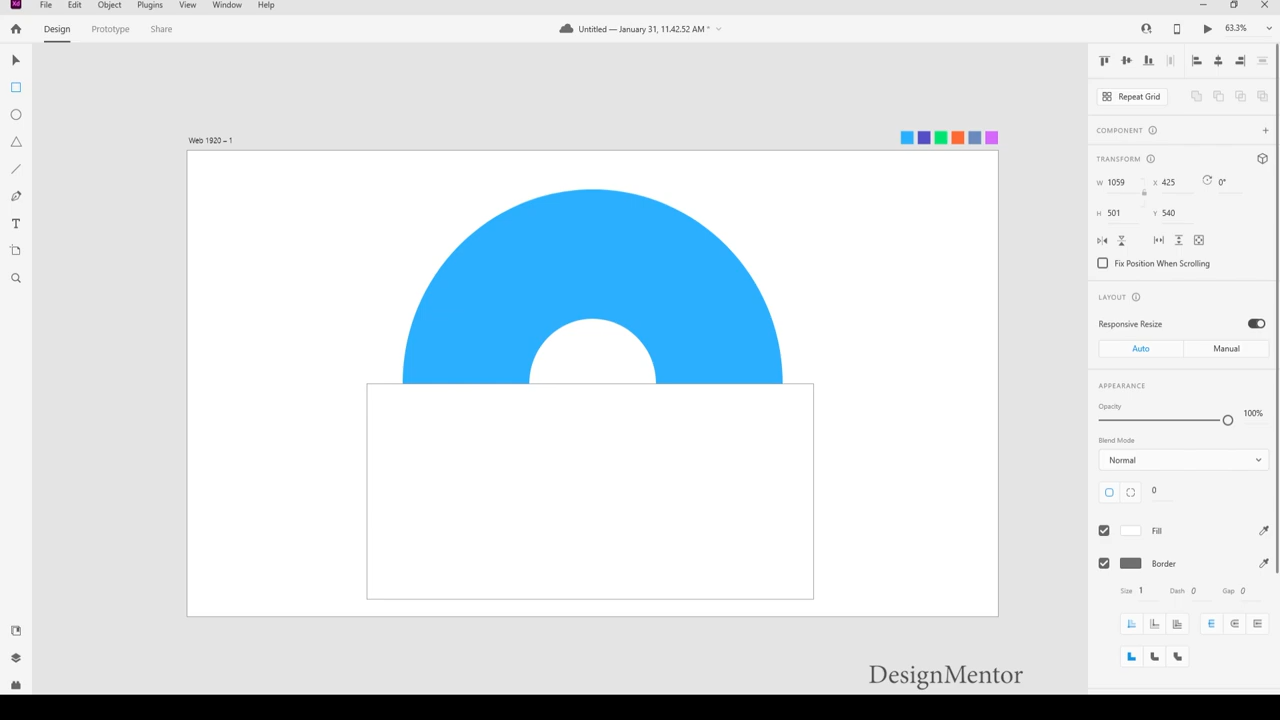 Xd File Edit Object Plugins View Window Help
Design Prototype Share Untitled — January 31, 11.42.52 AM * 63.3%
Web 1920 – 1
Repeat Grid
COMPONENT
TRANSFORM
W 1059 X 425 0°
H 501 Y 540
Fix Position When Scrolling
LAYOUT
Responsive Resize
Auto Manual
APPEARANCE
Opacity
100%
Blend Mode
Normal
0
Fill
Border
Size 1 Dash 0 Gap 0
T
DesignMentor